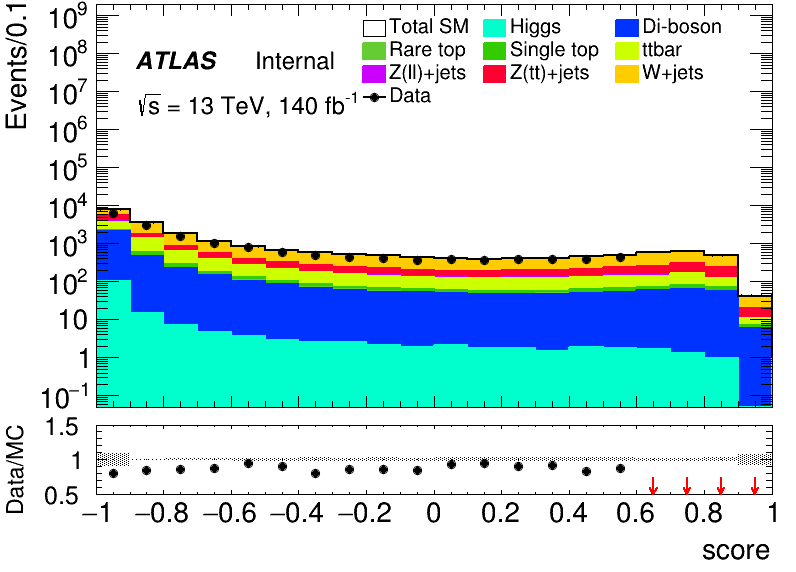 Events/0.1
10⁹
10⁸
10⁷
10⁶
10⁵
10⁴
10³
10²
10
1
10⁻¹
ATLAS Internal
√s = 13 TeV, 140 fb⁻¹
Total SM Higgs Di-boson
Rare top Single top ttbar
Z(ll)+jets Z(tt)+jets W+jets
Data
Data/MC
1.5
1
0.5
−1 −0.8 −0.6 −0.4 −0.2 0 0.2 0.4 0.6 0.8 1
score